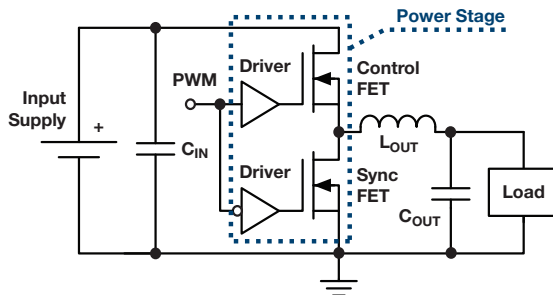 Power Stage
Driver
Control
FET
PWM
Input
Supply
+
C_IN
L_OUT
Driver
Sync
FET
C_OUT
Load